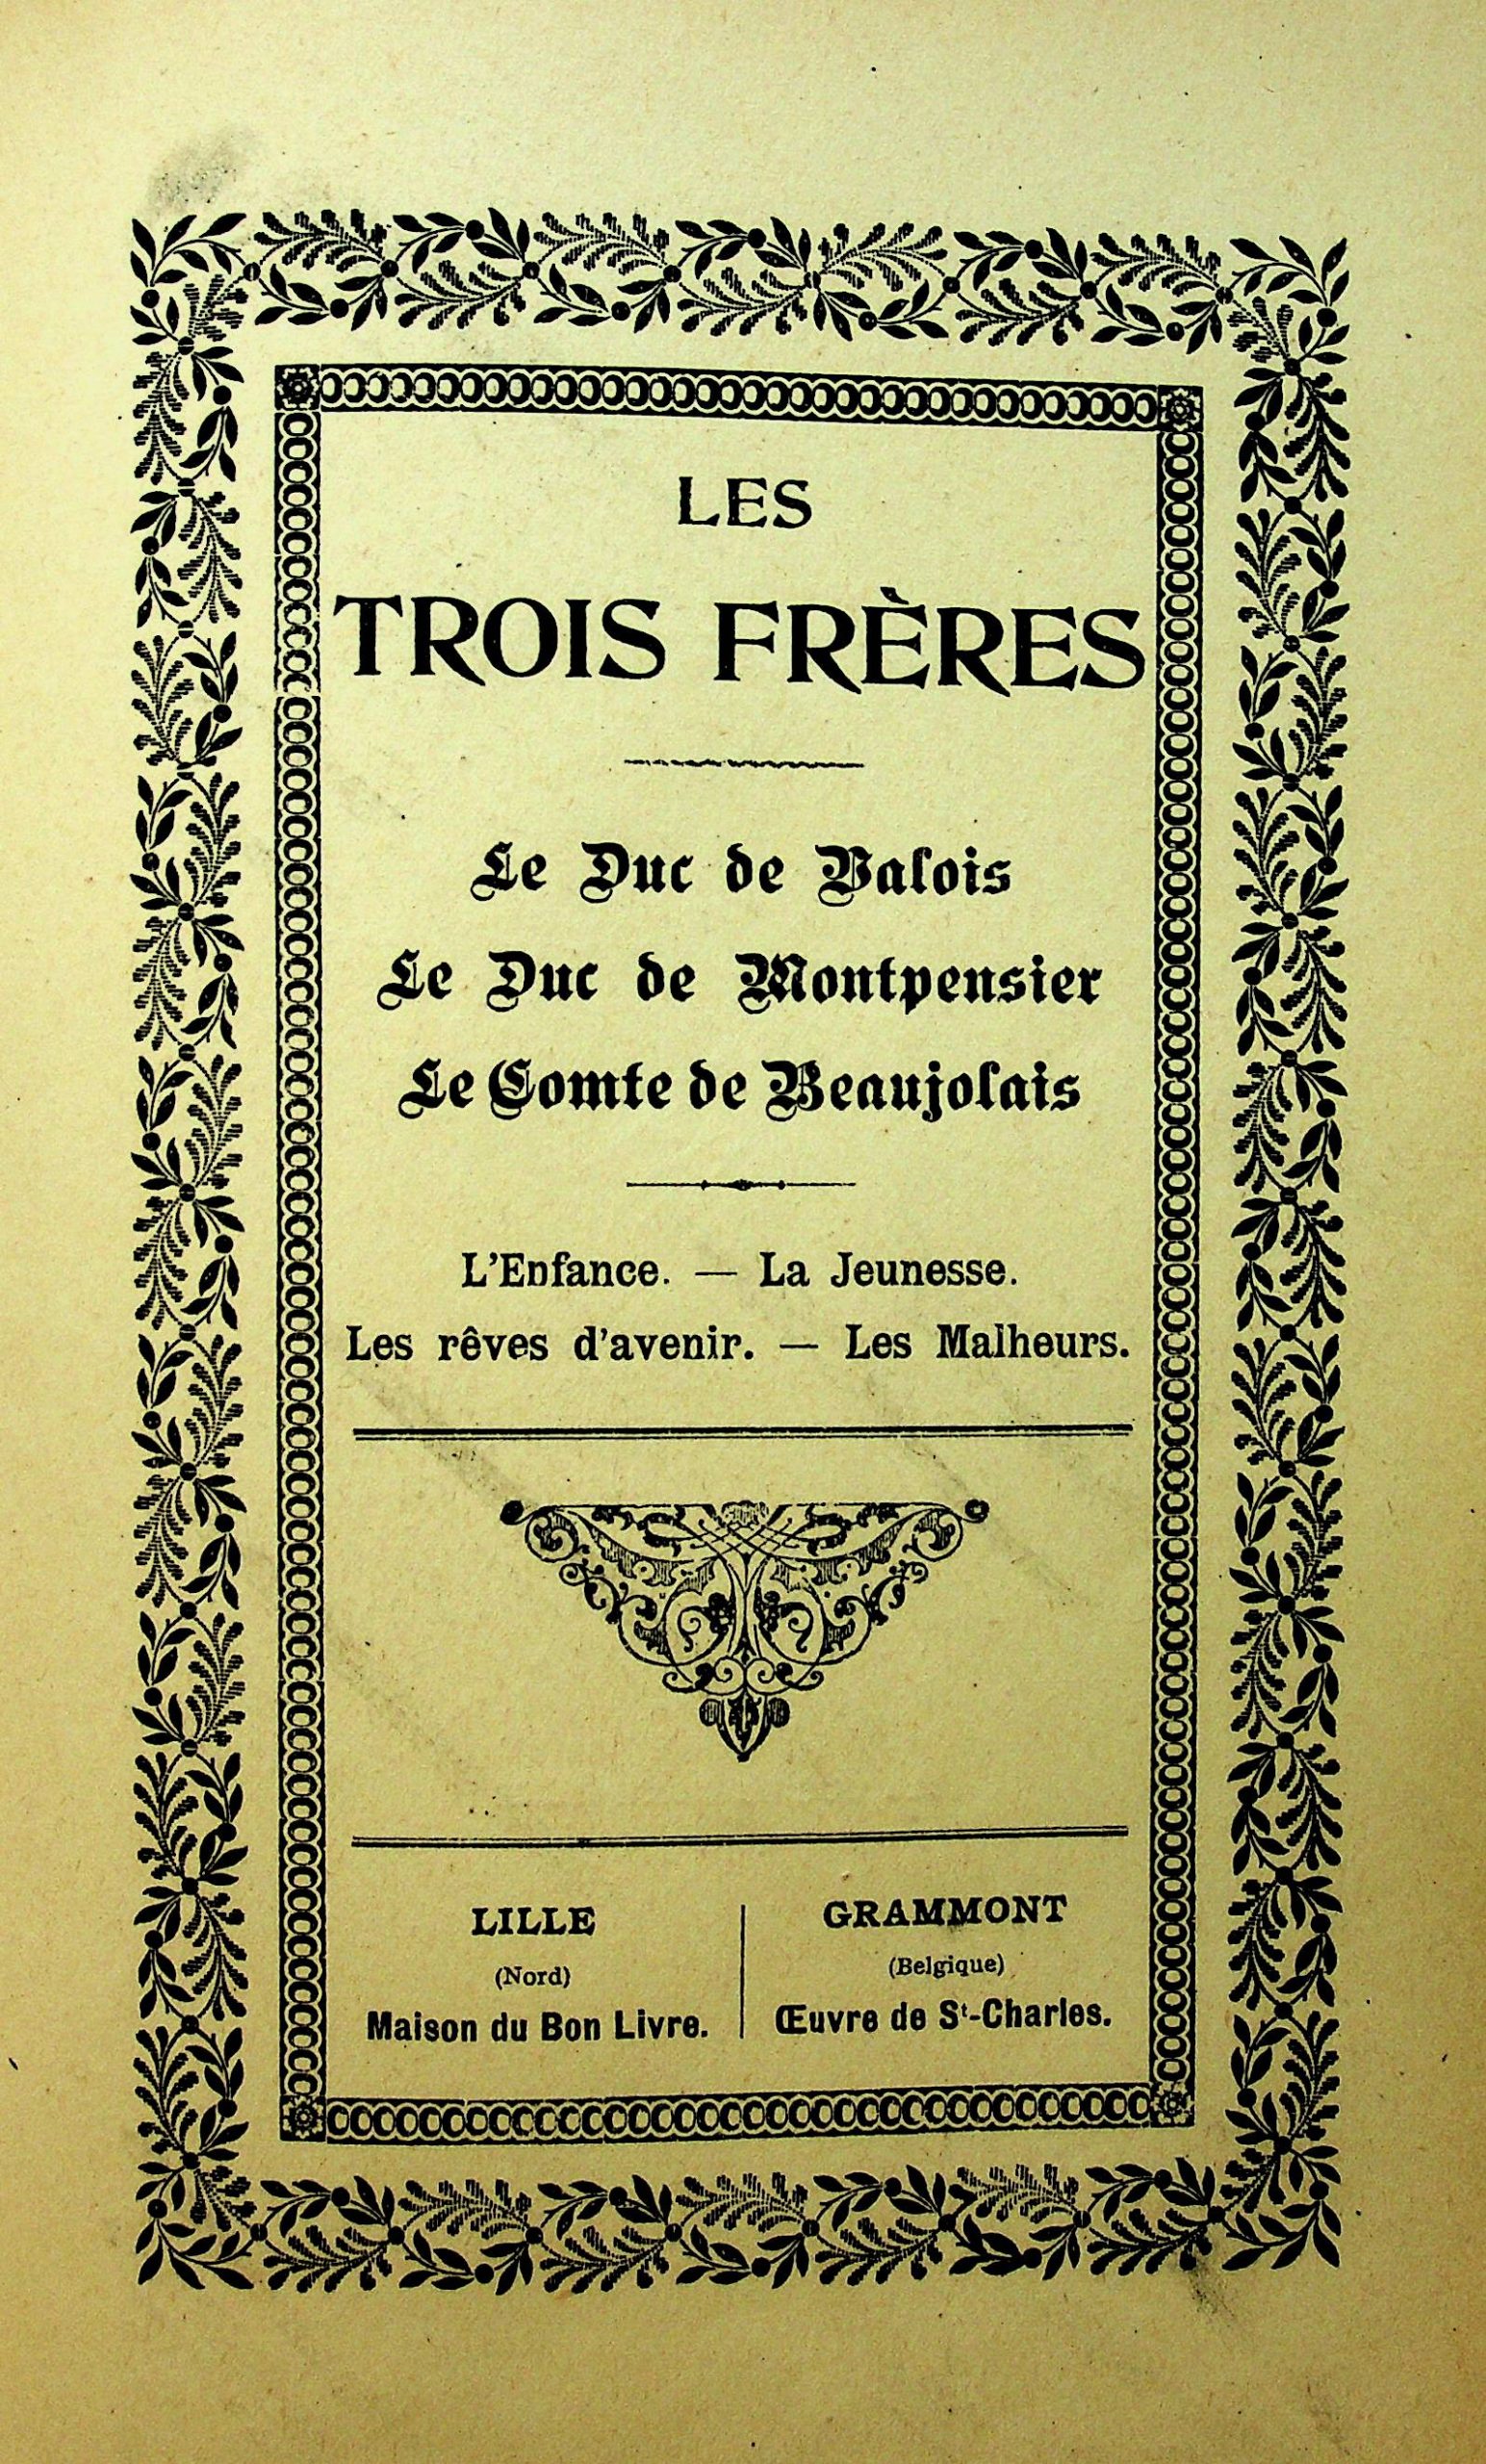 LES
TROIS FRÈRES
Le Duc de Valois
Le Duc de Montpensier
Le Comte de Beaujolais
L'Enfance. — La Jeunesse.
Les rêves d'avenir. — Les Malheurs.
LILLE
(Nord)
Maison du Bon Livre.
GRAMMONT
(Belgique)
Œuvre de St-Charles.